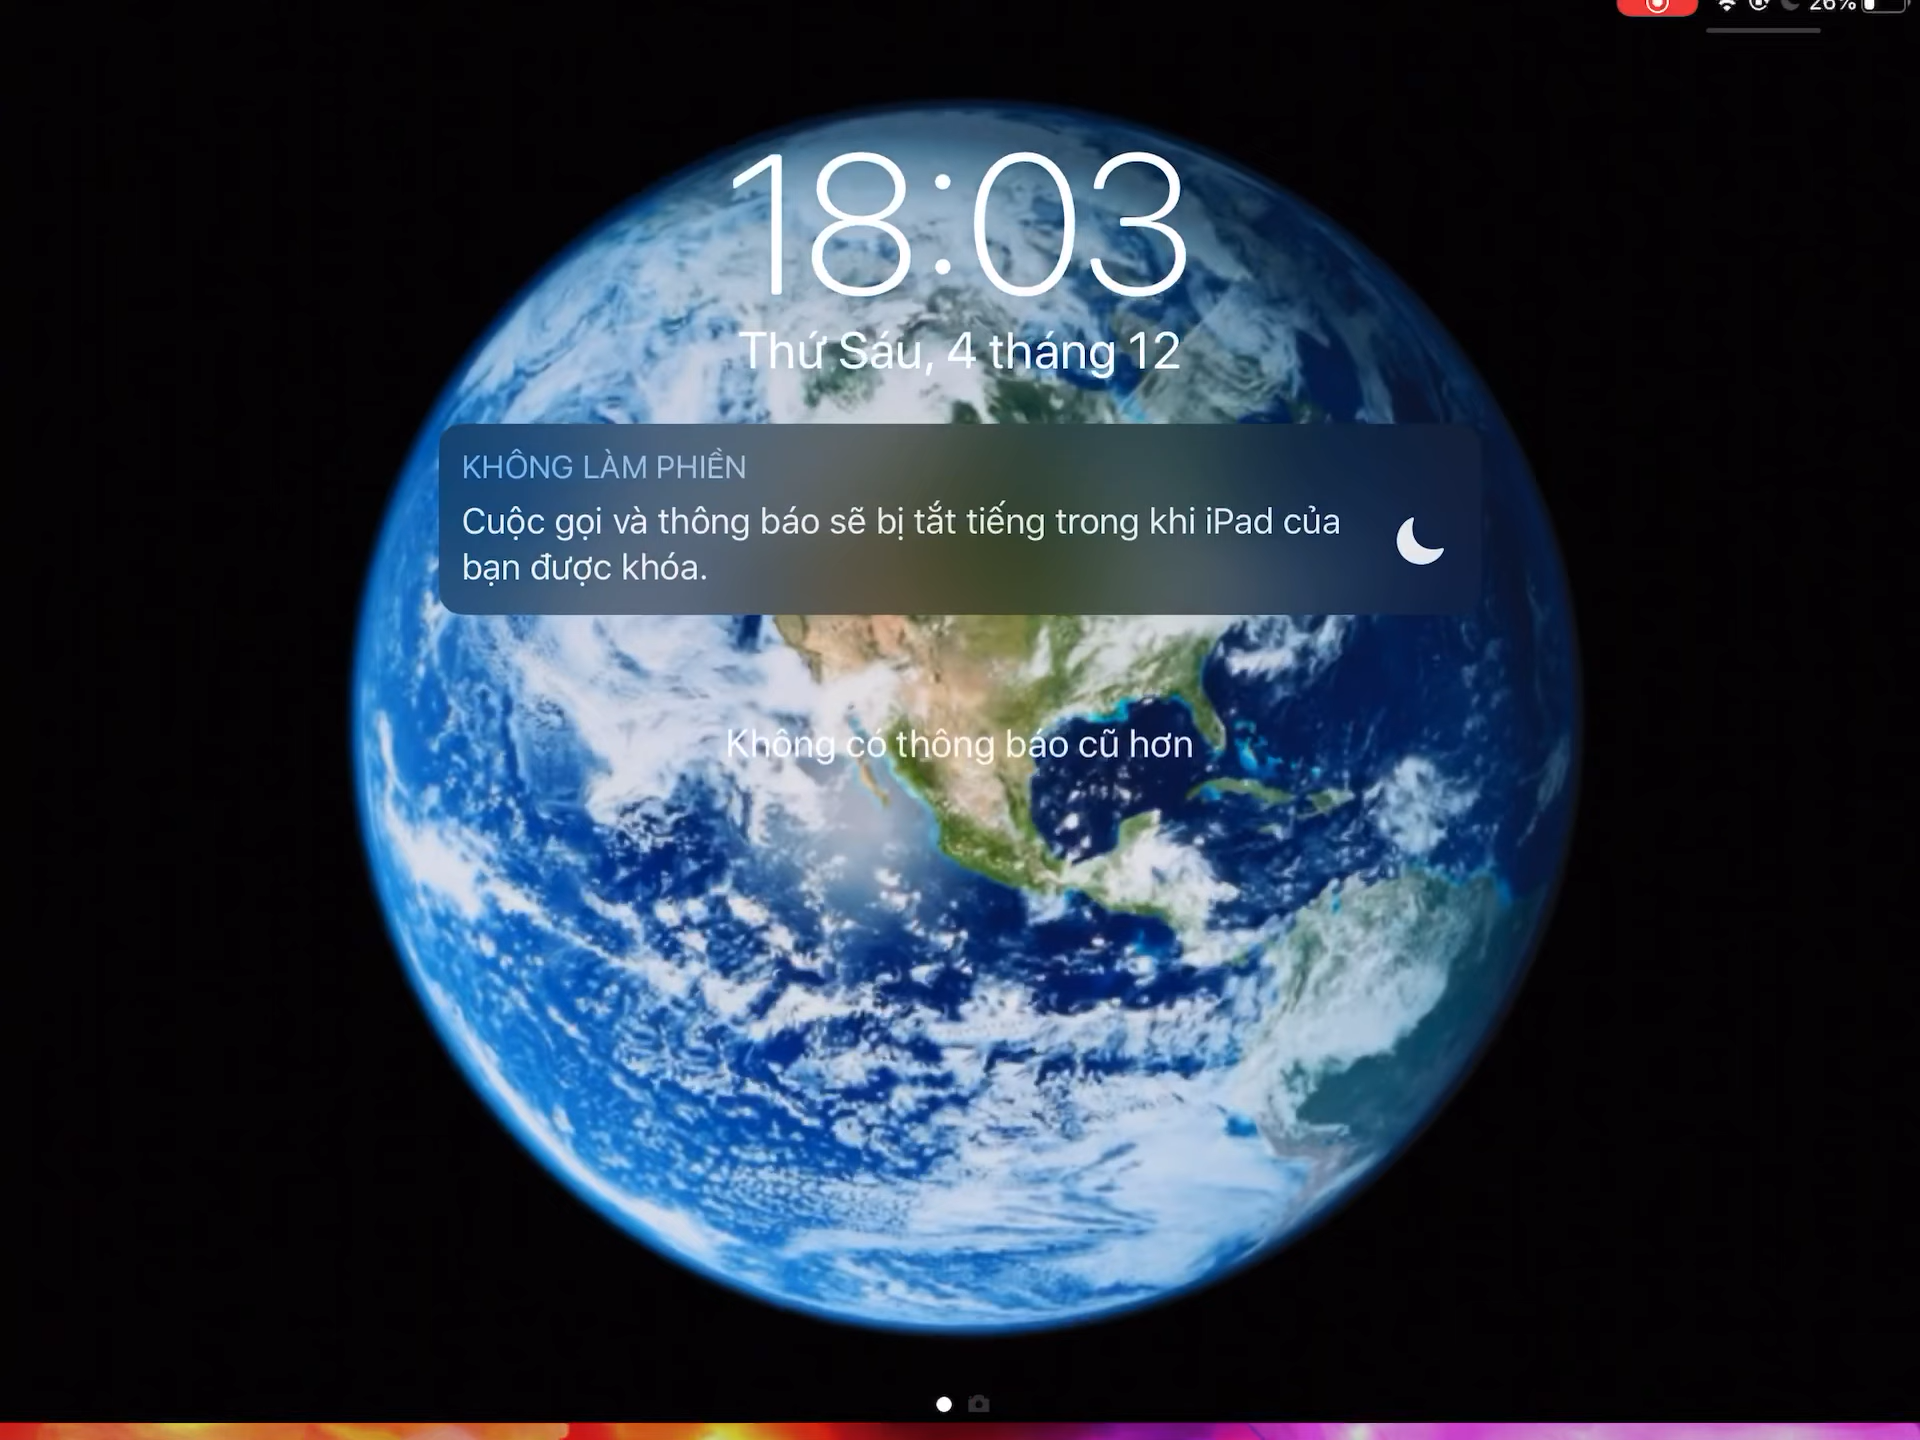 26%
18:03
Thứ Sáu, 4 tháng 12
KHÔNG LÀM PHIỀN
Cuộc gọi và thông báo sẽ bị tắt tiếng trong khi iPad của
bạn được khóa.
Không có thông báo cũ hơn